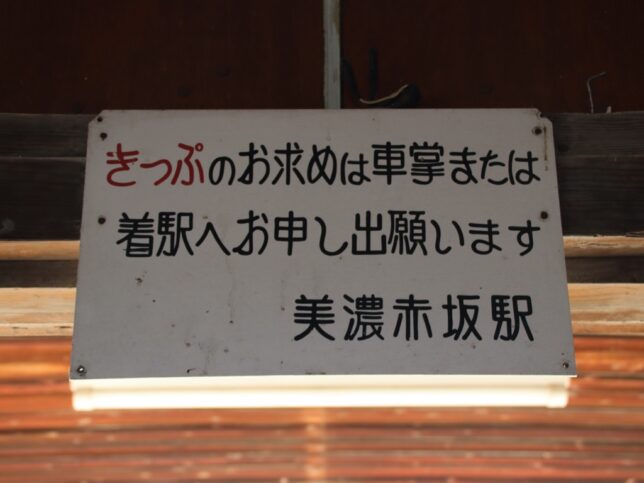 きっぷのお求めは車掌または
着駅へお申し出願います
美濃赤坂駅